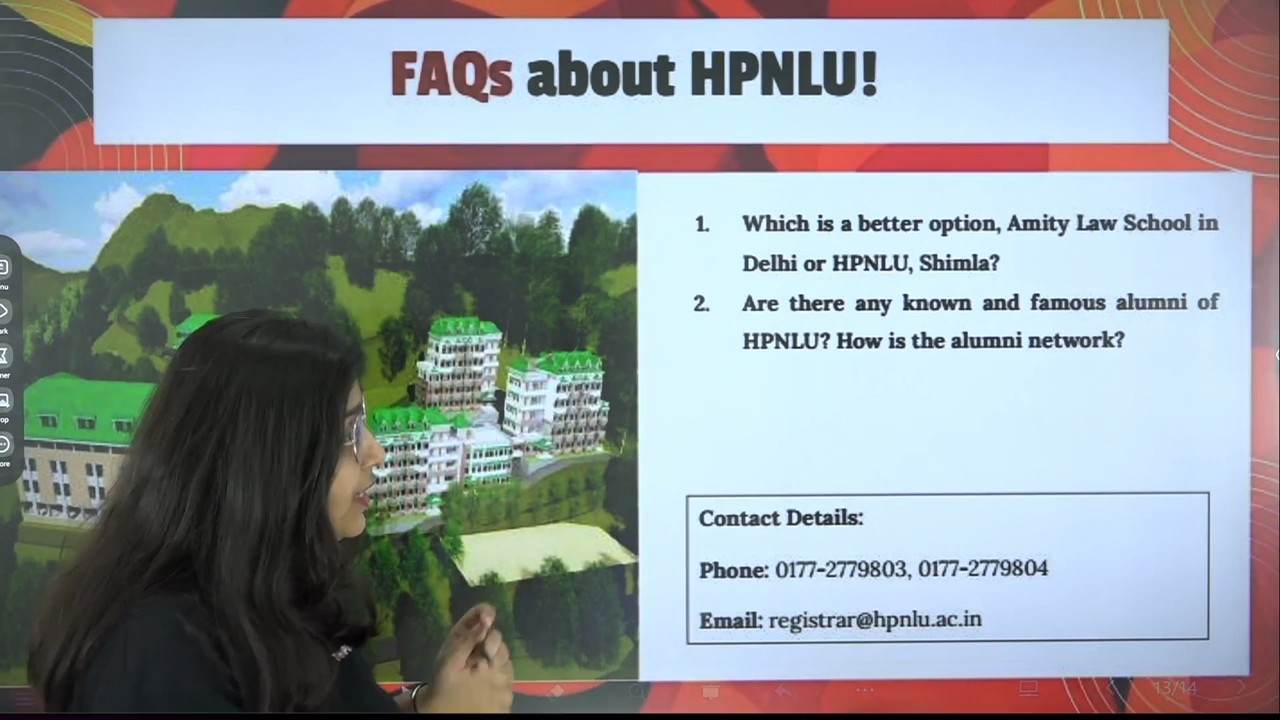 FAQs about HPNLU!
1. Which is a better option, Amity Law School in
Delhi or HPNLU, Shimla?
2. Are there any known and famous alumni of
HPNLU? How is the alumni network?
Contact Details:
Phone: 0177-2779803, 0177-2779804
Email: registrar@hpnlu.ac.in
13/14